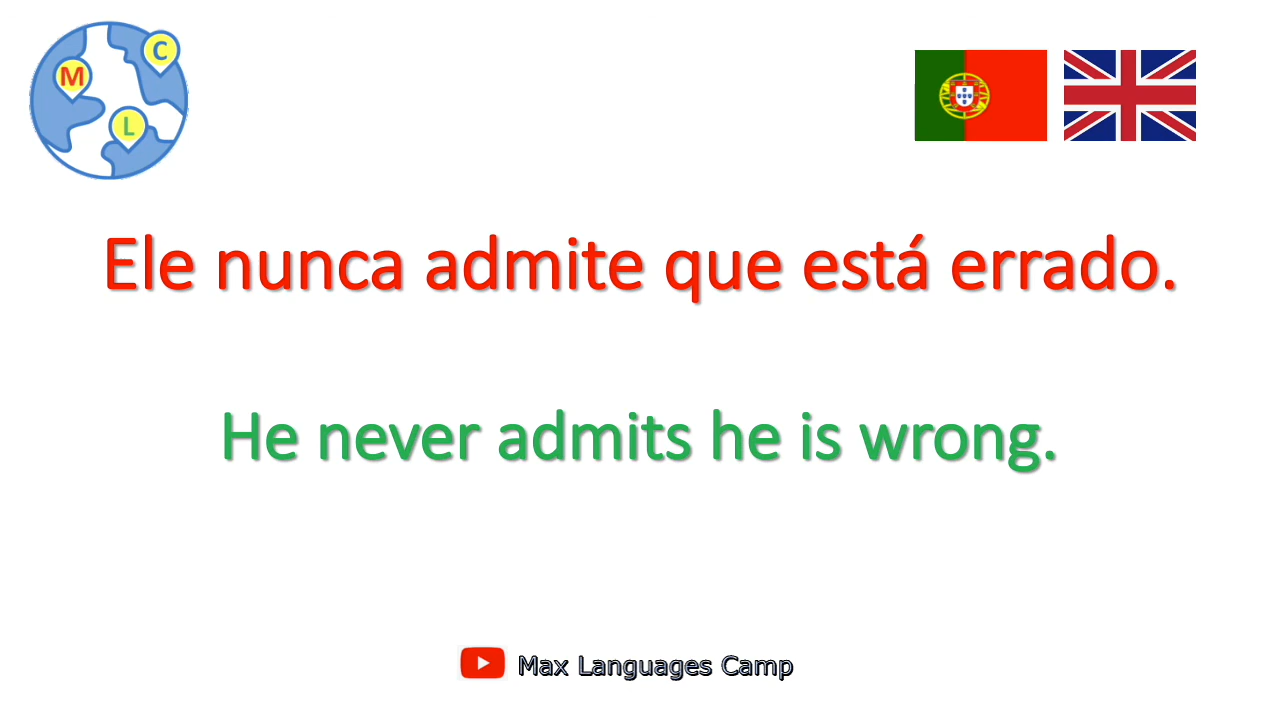 M
C
L
Ele nunca admite que está errado.
He never admits he is wrong.
Max Languages Camp